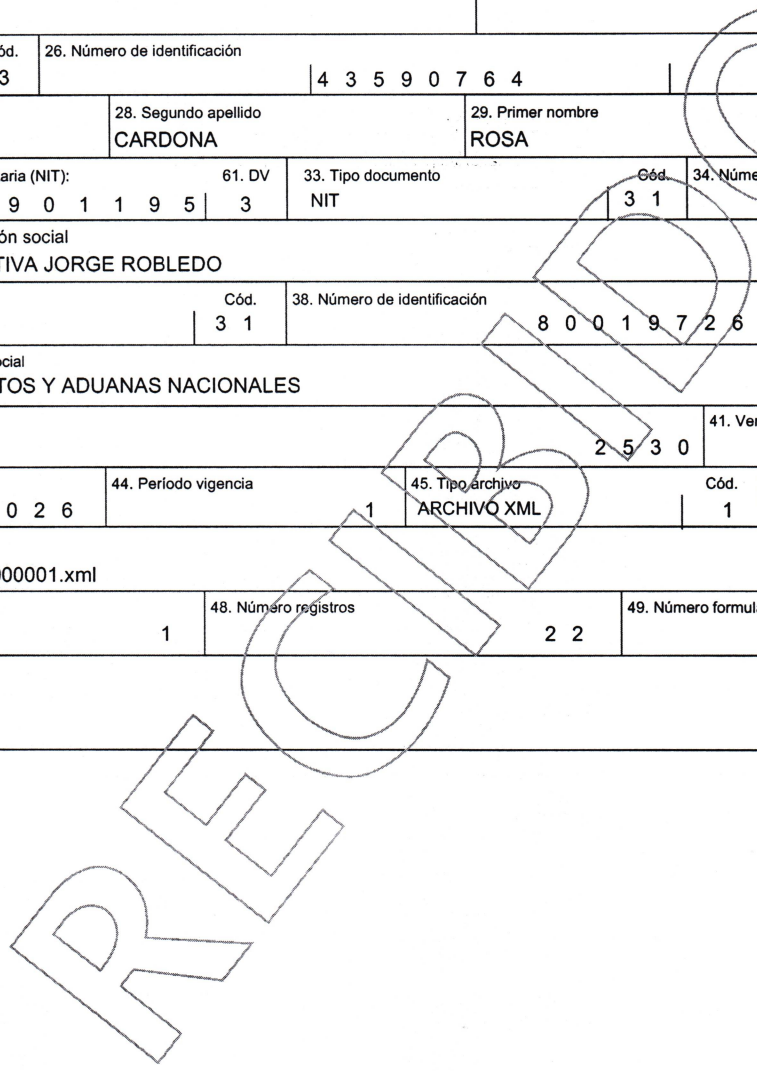 ód. 26. Número de identificación
3 4 3 5 9 0 7 6 4
28. Segundo apellido 29. Primer nombre
CARDONA ROSA
aria (NIT): 61. DV 33. Tipo documento Cód. 34. Núme
9 0 1 1 9 5 3 NIT 3 1
ón social
TIVA JORGE ROBLEDO
Cód. 38. Número de identificación
3 1 8 0 0 1 9 7 2 6
ocial
TOS Y ADUANAS NACIONALES
41. Ver
2 5 3 0
44. Período vigencia 45. Tipo archivo Cód.
0 2 6 1 ARCHIVO XML 1
000001.xml
48. Número registros 49. Número formul
1 2 2
RECIBIDO